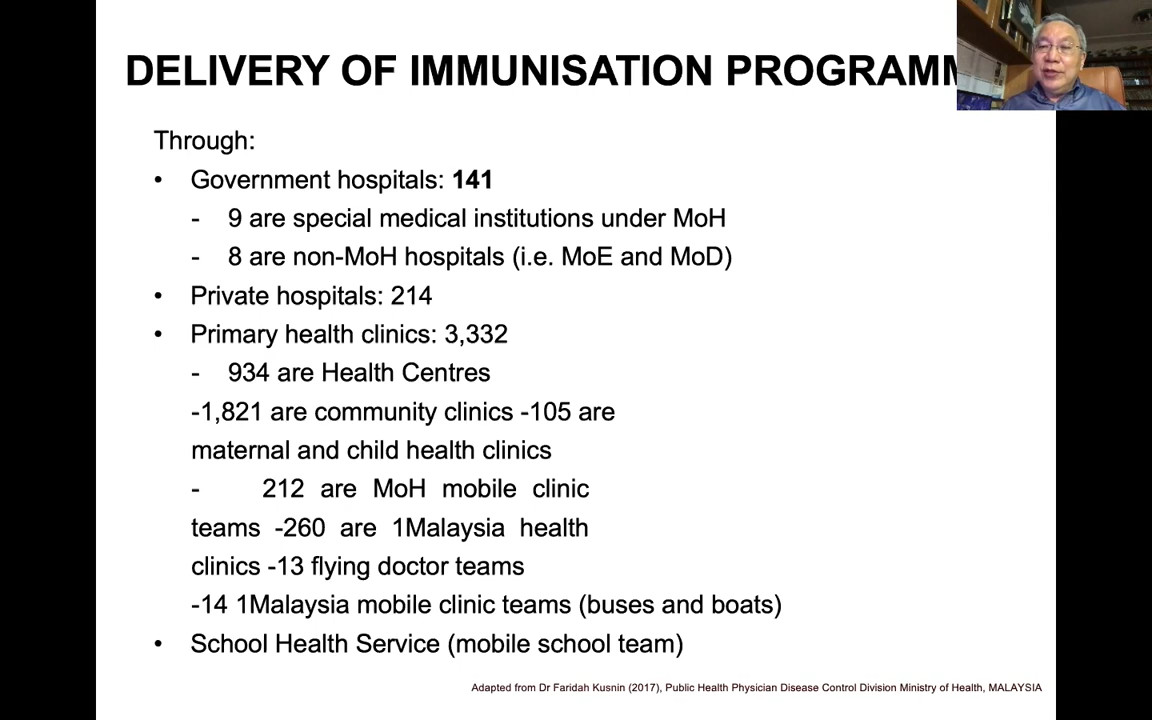 DELIVERY OF IMMUNISATION PROGRAMM
Through:
• Government hospitals: 141
- 9 are special medical institutions under MoH
- 8 are non-MoH hospitals (i.e. MoE and MoD)
• Private hospitals: 214
• Primary health clinics: 3,332
- 934 are Health Centres
-1,821 are community clinics -105 are
maternal and child health clinics
- 212 are MoH mobile clinic
teams -260 are 1Malaysia health
clinics -13 flying doctor teams
-14 1Malaysia mobile clinic teams (buses and boats)
• School Health Service (mobile school team)
Adapted from Dr Faridah Kusnin (2017), Public Health Physician Disease Control Division Ministry of Health, MALAYSIA